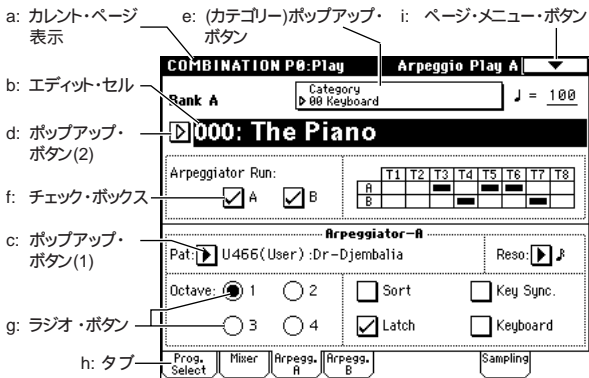 a: カレント・ページ表示
e: (カテゴリー)ポップアップ・ボタン
i: ページ・メニュー・ボタン
COMBINATION P0:Play Arpeggio Play A
b: エディット・セル
Bank A
Category
00 Keyboard
♩ = 100
d: ポップアップ・ボタン(2)
000: The Piano
Arpeggiator Run:
f: チェック・ボックス
A B
T1 T2 T3 T4 T5 T6 T7 T8
A
B
Arpeggiator-A
c: ポップアップ・ボタン(1)
Pat: U466(User) :Dr-Djembalia
Reso: ♪
Octave: 1 2
Sort Key Sync.
g: ラジオ・ボタン
3 4
Latch Keyboard
h: タブ
Prog. Select
Mixer
Arpegg. A
Arpegg. B
Sampling